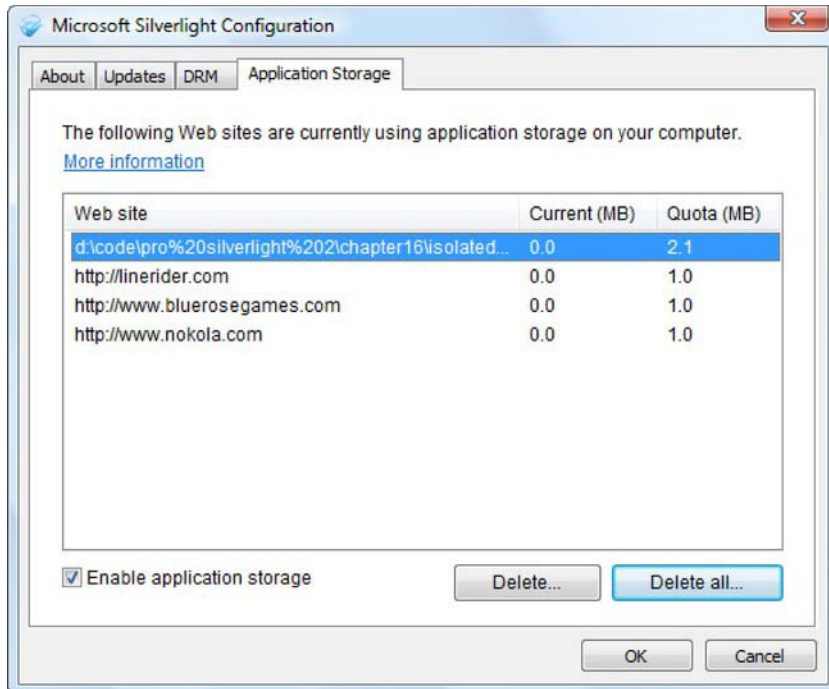 Microsoft Silverlight Configuration
About Updates DRM Application Storage
The following Web sites are currently using application storage on your computer.
More information
Web site Current (MB) Quota (MB)
d:\code\pro%20silverlight%202\chapter16\isolated... 0.0 2.1
http://linerider.com 0.0 1.0
http://www.bluerosegames.com 0.0 1.0
http://www.nokola.com 0.0 1.0
Enable application storage Delete... Delete all...
OK Cancel